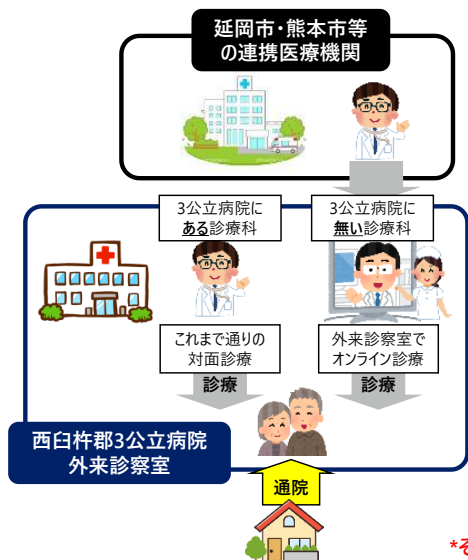 延岡市・熊本市等
の連携医療機関
3公立病院に
ある診療科
3公立病院に
無い診療科
これまで通りの
対面診療
外来診察室で
オンライン診療
診療
診療
西臼杵郡3公立病院
外来診察室
通院
*そ